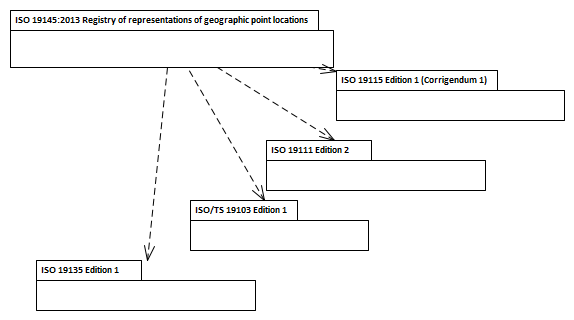 ISO 19145:2013 Registry of representations of geographic point locations
ISO 19115 Edition 1 (Corrigendum 1)
ISO 19111 Edition 2
ISO/TS 19103 Edition 1
ISO 19135 Edition 1